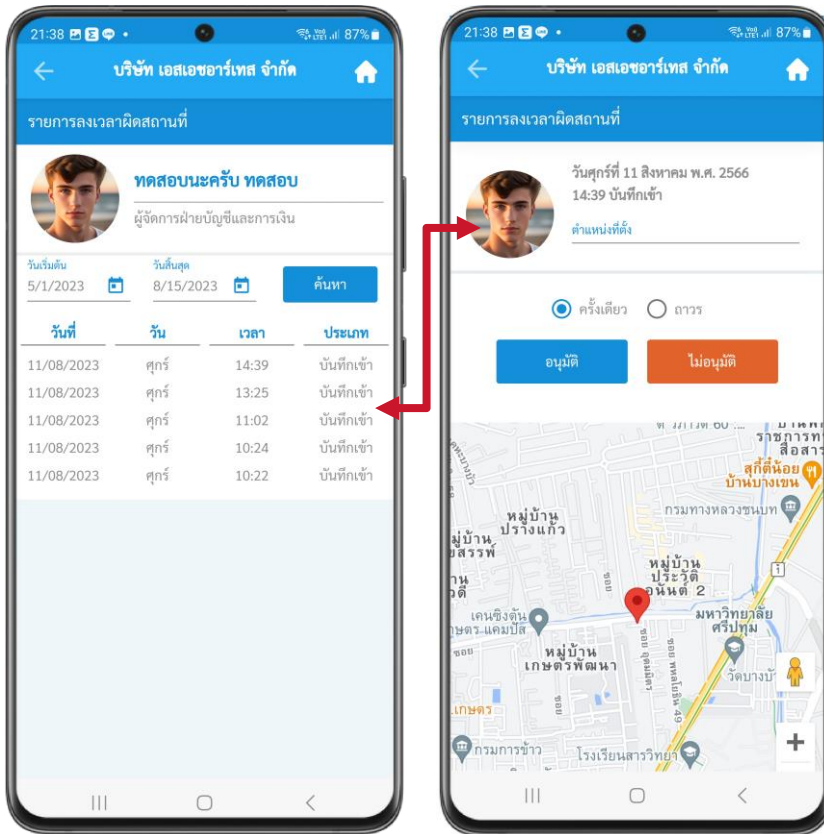 21:38 87%
บริษัท เอสเอชอาร์เทส จำกัด
รายการลงเวลาผิดสถานที่
ทดสอบนะครับ ทดสอบ
ผู้จัดการฝ่ายบัญชีและการเงิน
วันเริ่มต้น วันสิ้นสุด
5/1/2023 8/15/2023 ค้นหา
วันที่ วัน เวลา ประเภท
11/08/2023 ศุกร์ 14:39 บันทึกเข้า
11/08/2023 ศุกร์ 13:25 บันทึกเข้า
11/08/2023 ศุกร์ 11:02 บันทึกเข้า
11/08/2023 ศุกร์ 10:24 บันทึกเข้า
11/08/2023 ศุกร์ 10:22 บันทึกเข้า
21:38 87%
บริษัท เอสเอชอาร์เทส จำกัด
รายการลงเวลาผิดสถานที่
วันศุกร์ที่ 11 สิงหาคม พ.ศ. 2566
14:39 บันทึกเข้า
ตำแหน่งที่ตั้ง
ครั้งเดียว ถาวร
อนุมัติ ไม่อนุมัติ
สุกี้ตี๋น้อย
บ้านบางเขน
กรมทางหลวงชนบท
หมู่บ้าน
ปรางแก้ว
หมู่บ้าน
ประวัติ
อนันต์ 2
1
มหาวิทยาลัย
ศรีปทุม
หมู่บ้าน
เกษตรพัฒนา
ซอย พหลโยธิน 49
กรมการข้าว
โรงเรียนสารวิทยา
+